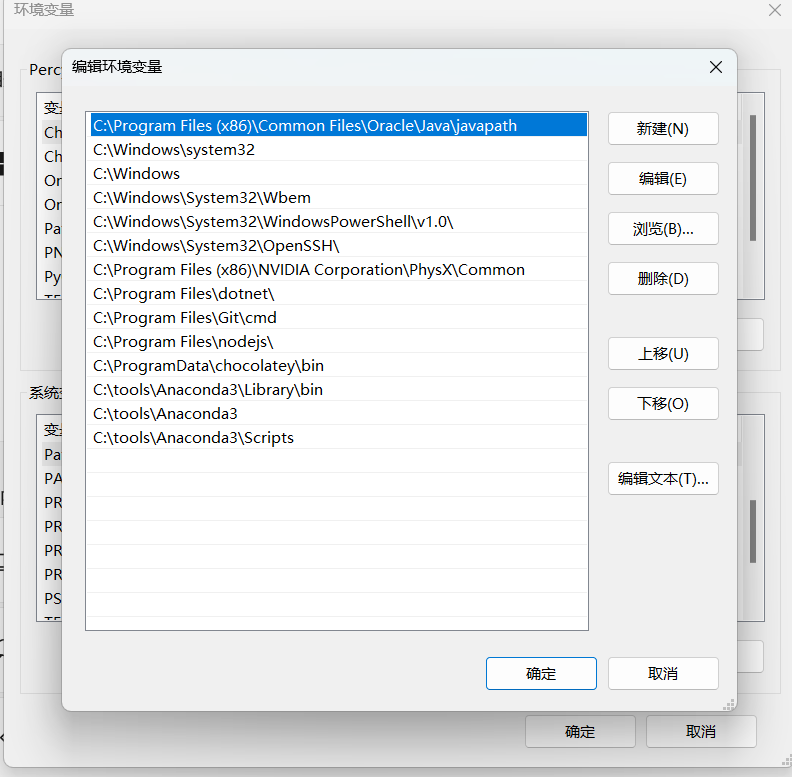 环境变量
编辑环境变量
C:\Program Files (x86)\Common Files\Oracle\Java\javapath
C:\Windows\system32
C:\Windows
C:\Windows\System32\Wbem
C:\Windows\System32\WindowsPowerShell\v1.0\
C:\Windows\System32\OpenSSH\
C:\Program Files (x86)\NVIDIA Corporation\PhysX\Common
C:\Program Files\dotnet\
C:\Program Files\Git\cmd
C:\Program Files\nodejs\
C:\ProgramData\chocolatey\bin
C:\tools\Anaconda3\Library\bin
C:\tools\Anaconda3
C:\tools\Anaconda3\Scripts
新建(N)
编辑(E)
浏览(B)...
删除(D)
上移(U)
下移(O)
编辑文本(T)...
确定
取消
Perc
Ch
Ch
Or
Or
Pa
PN
Py
系统
Pa
PA
PR
PR
PR
PR
PS
确定
取消